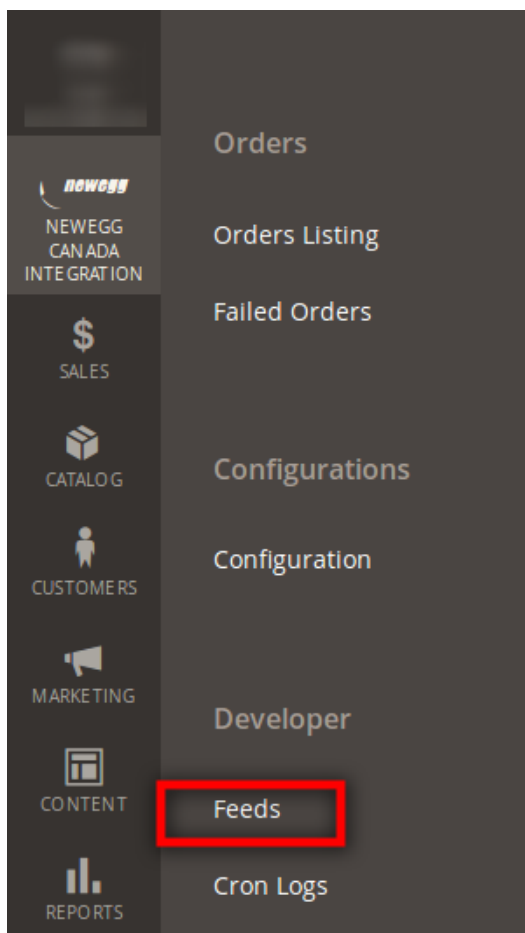 newegg
NEWEGG
CANADA
INTEGRATION
SALES
CATALOG
CUSTOMERS
MARKETING
CONTENT
REPORTS
Orders
Orders Listing
Failed Orders
Configurations
Configuration
Developer
Feeds
Cron Logs